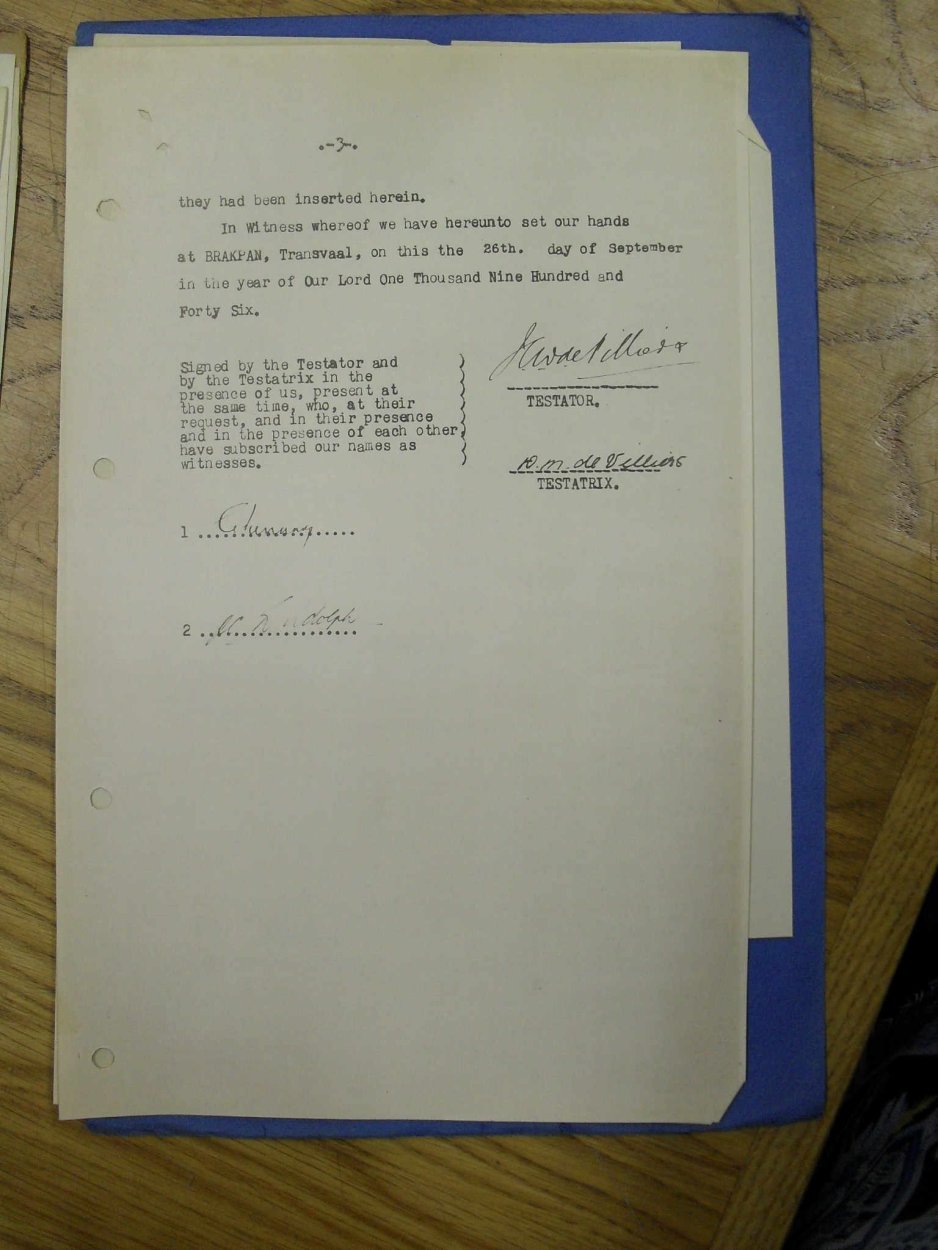 .-3-.
they had been inserted herein.
In Witness whereof we have hereunto set our hands
at BRAKPAN, Transvaal, on this the 26th. day of September
in the year of Our Lord One Thousand Nine Hundred and
Forty Six.
Signed by the Testator and
by the Testatrix in the
presence of us, present at
the same time, who, at their
request, and in their presence
and in the presence of each other,
have subscribed our names as
witnesses.
de Villiers
TESTATOR.
de Villiers
TESTATRIX.
1
2